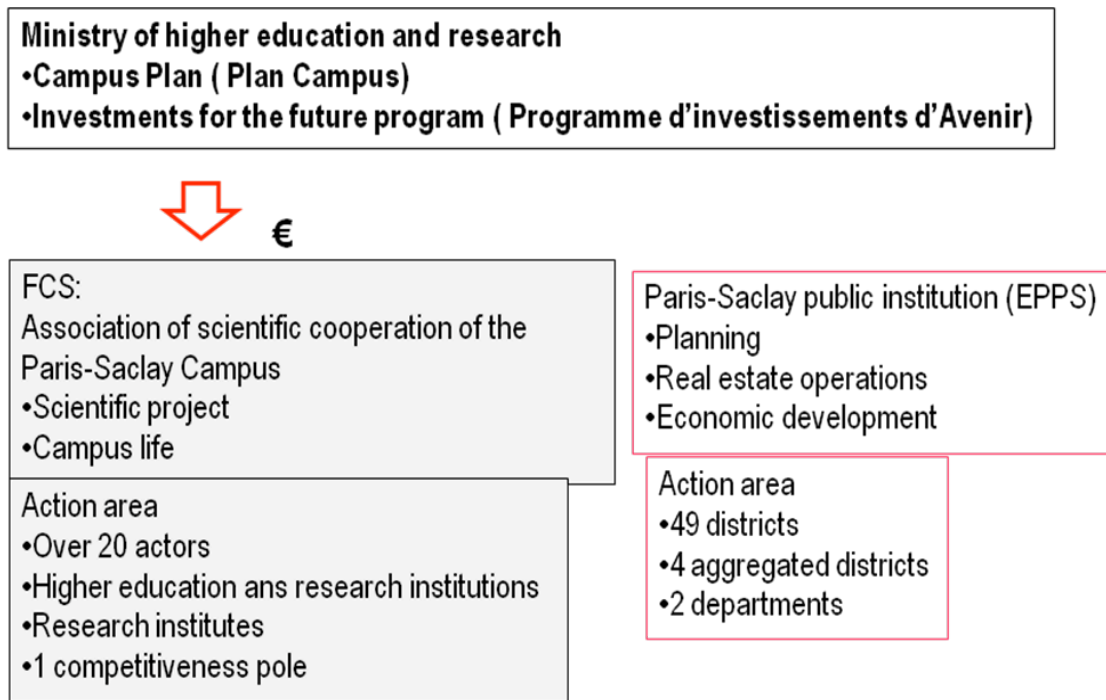 Ministry of higher education and research
•Campus Plan ( Plan Campus)
•Investments for the future program ( Programme d'investissements d'Avenir)
€
FCS:
Association of scientific cooperation of the
Paris-Saclay Campus
•Scientific project
•Campus life
Action area
•Over 20 actors
•Higher education ans research institutions
•Research institutes
•1 competitiveness pole
Paris-Saclay public institution (EPPS)
•Planning
•Real estate operations
•Economic development
Action area
•49 districts
•4 aggregated districts
•2 departments